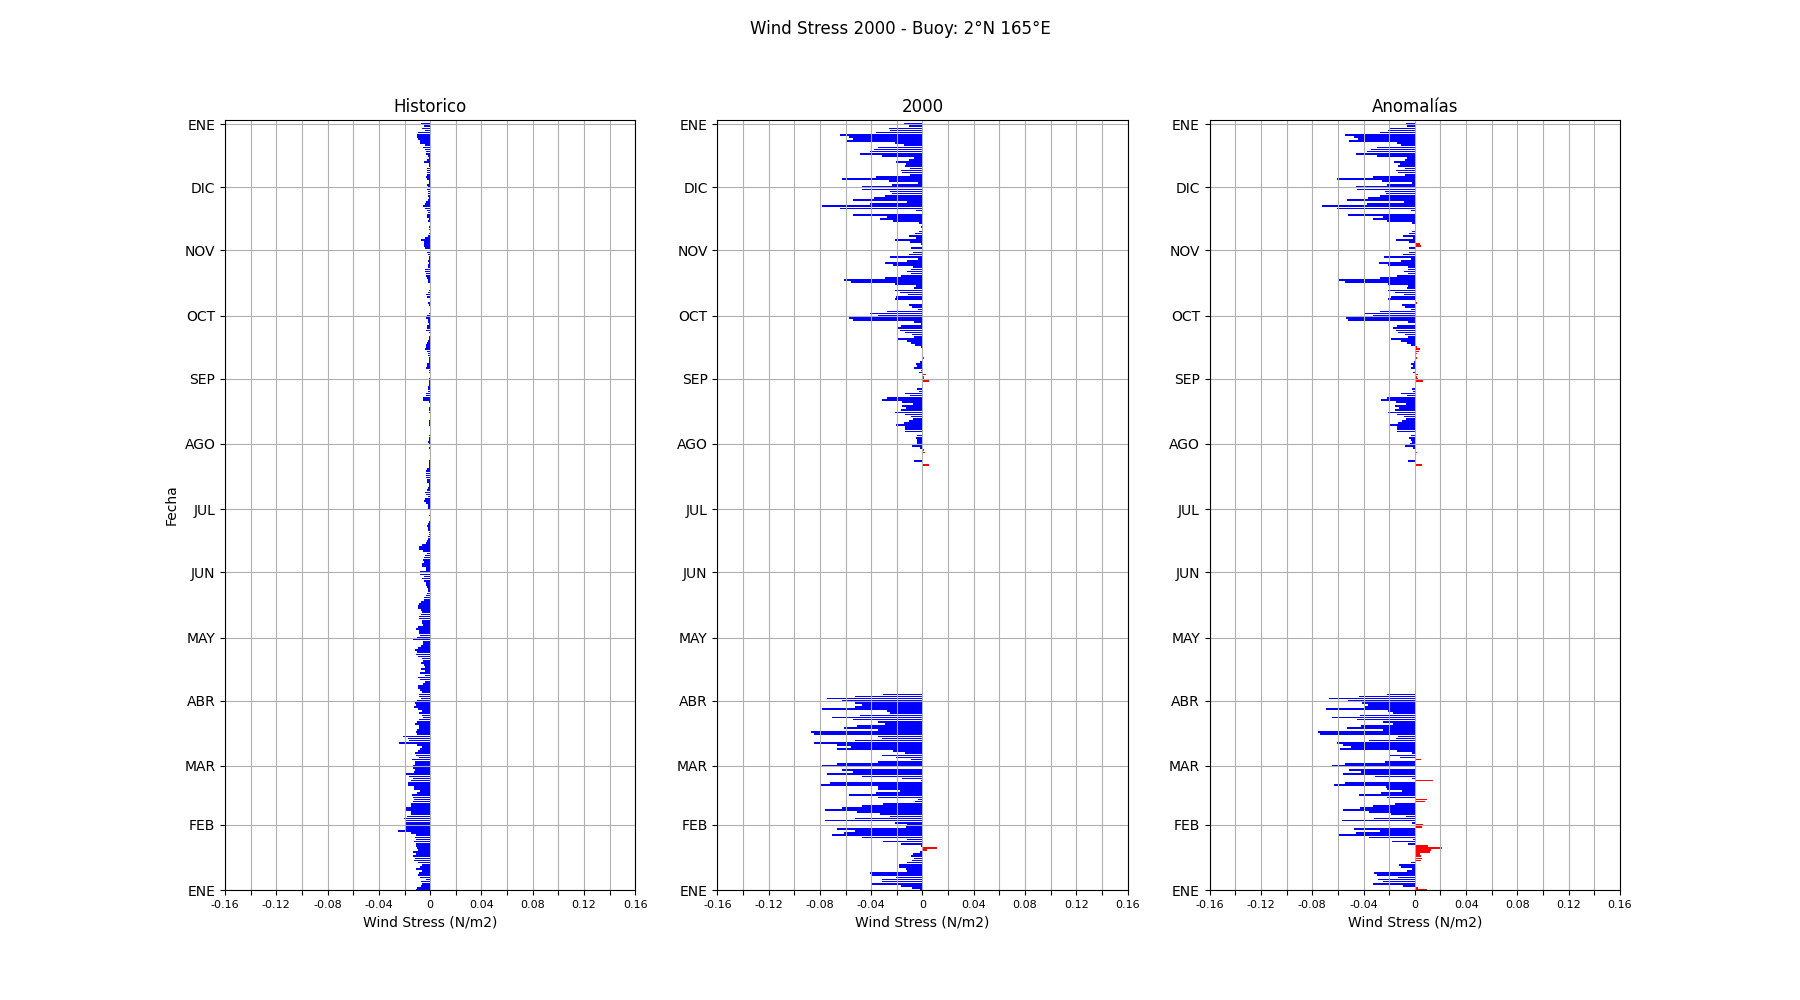 Wind Stress 2000 - Buoy: 2°N 165°E
Historico
ENE
DIC
NOV
OCT
SEP
AGO
JUL
JUN
MAY
ABR
MAR
FEB
ENE
Fecha
-0.16 -0.12 -0.08 -0.04 0 0.04 0.08 0.12 0.16
Wind Stress (N/m2)
2000
ENE
DIC
NOV
OCT
SEP
AGO
JUL
JUN
MAY
ABR
MAR
FEB
ENE
-0.16 -0.12 -0.08 -0.04 0 0.04 0.08 0.12 0.16
Wind Stress (N/m2)
Anomalías
ENE
DIC
NOV
OCT
SEP
AGO
JUL
JUN
MAY
ABR
MAR
FEB
ENE
-0.16 -0.12 -0.08 -0.04 0 0.04 0.08 0.12 0.16
Wind Stress (N/m2)